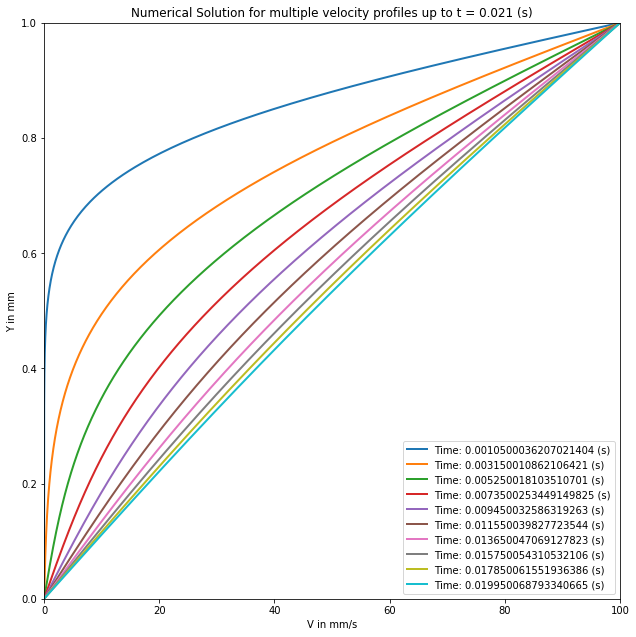 Numerical Solution for multiple velocity profiles up to t = 0.021 (s)
1.0
0.8
0.6
Y in mm
0.4
0.2
0.0
Time: 0.0010500036207021404 (s)
Time: 0.003150010862106421 (s)
Time: 0.005250018103510701 (s)
Time: 0.0073500253449149825 (s)
Time: 0.009450032586319263 (s)
Time: 0.011550039827723544 (s)
Time: 0.013650047069127823 (s)
Time: 0.015750054310532106 (s)
Time: 0.017850061551936386 (s)
Time: 0.019950068793340665 (s)
0 20 40 60 80 100
V in mm/s